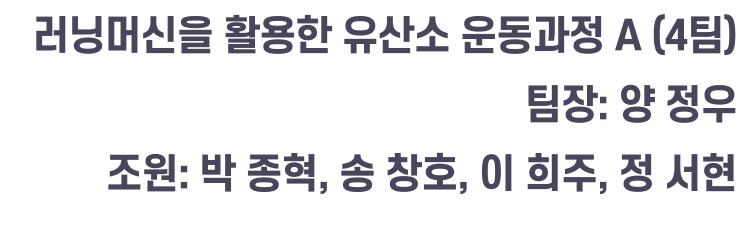 러닝머신을 활용한 유산소 운동과정 A (4팀)
팀장: 양 정우
조원: 박 종혁, 송 창호, 이 희주, 정 서현